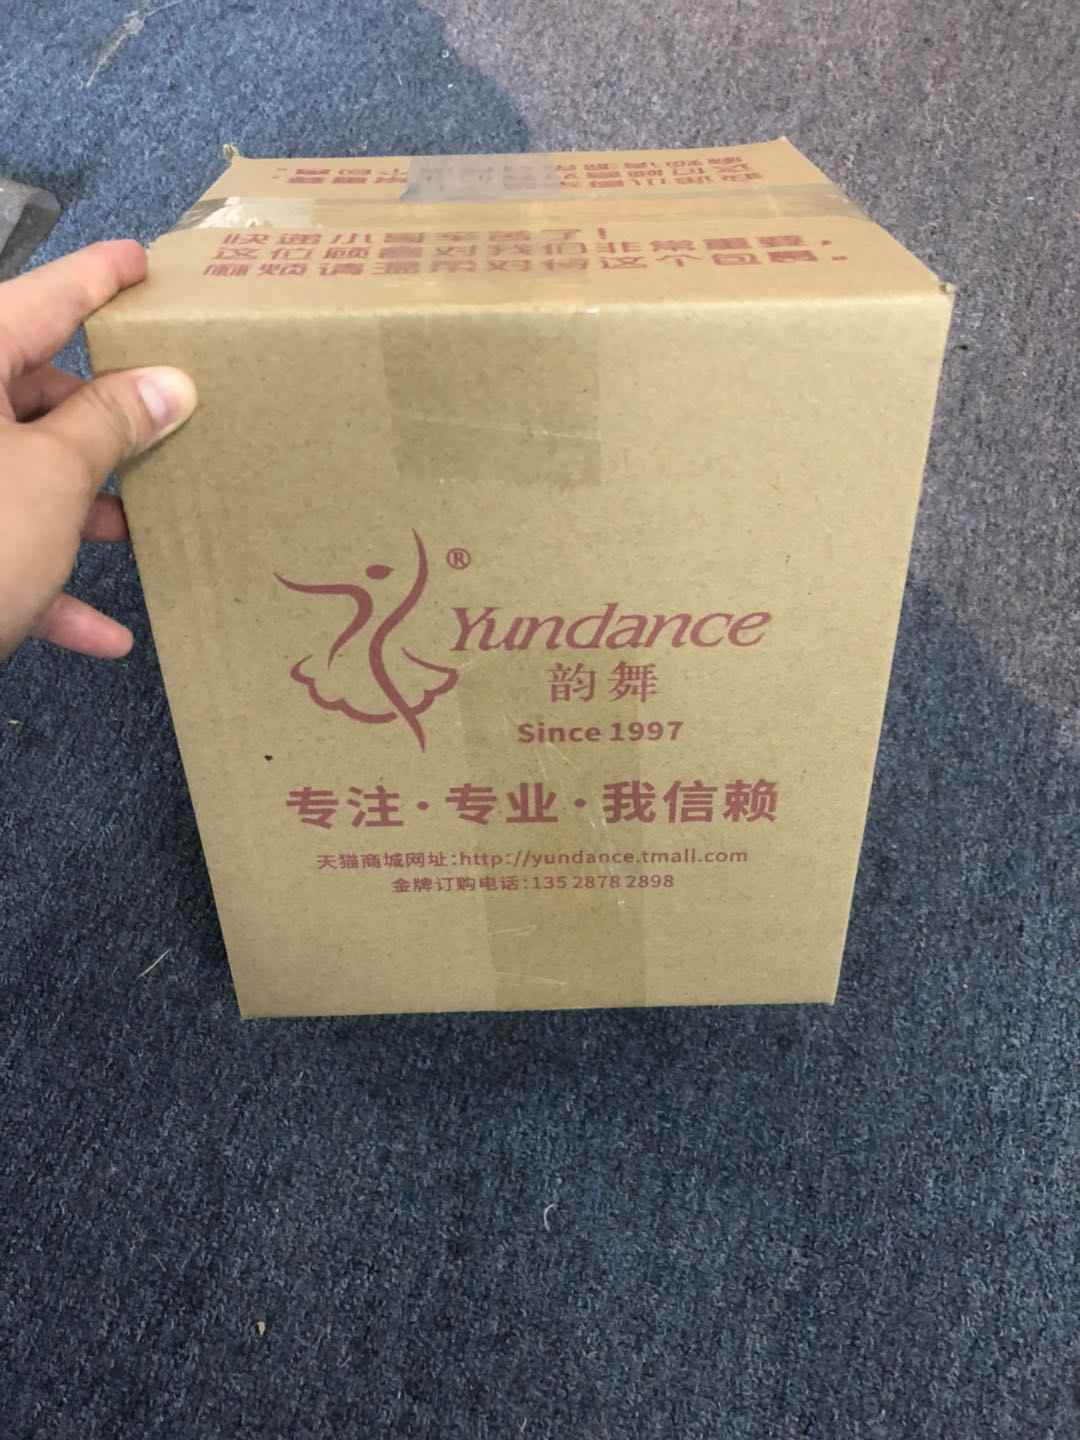 快递小哥辛苦了！
这位顾客对我们非常重要，
麻烦请温柔对待这个包裹。
®
Yundance
韵舞
Since 1997
专注·专业·我信赖
天猫商城网址:http://yundance.tmall.com
金牌订购电话:135 2878 2898